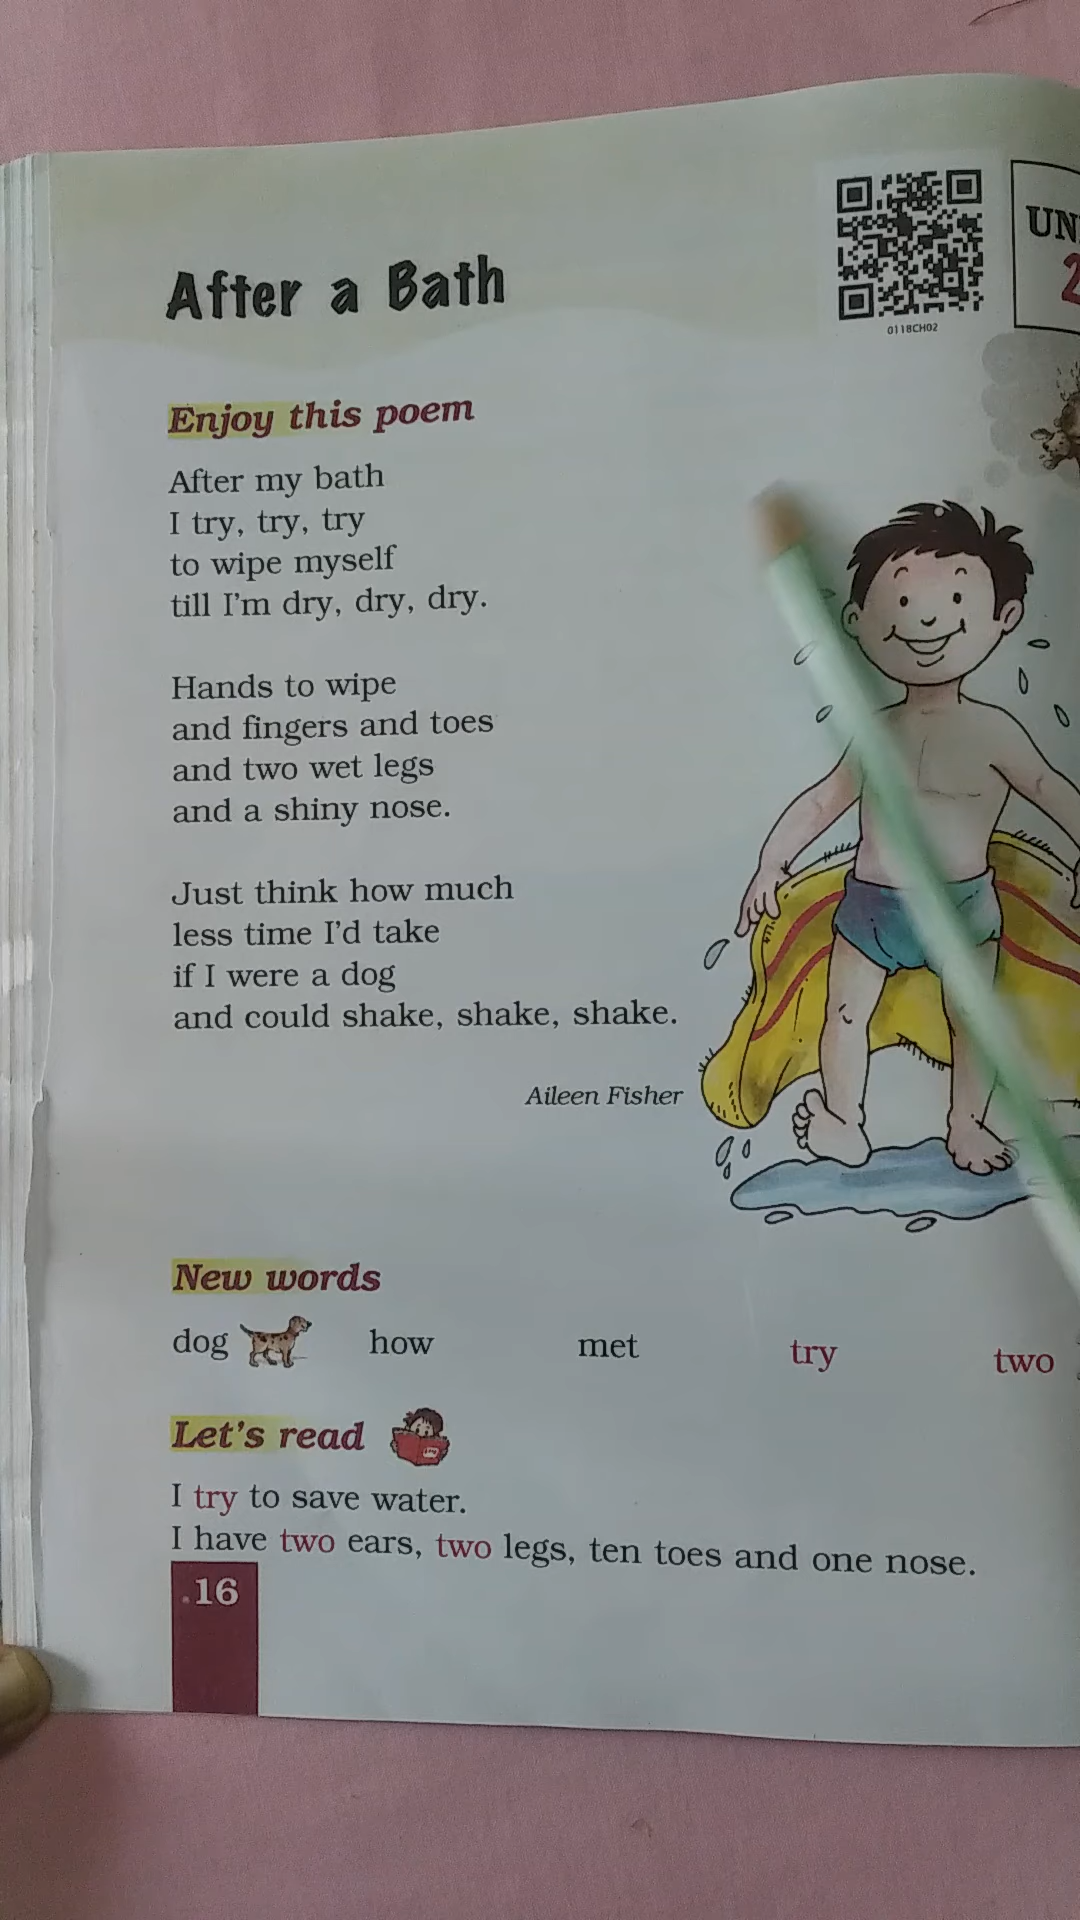 0118CH02
After a Bath
Enjoy this poem
After my bath
I try, try, try
to wipe myself
till I'm dry, dry, dry.
Hands to wipe
and fingers and toes
and two wet legs
and a shiny nose.
Just think how much
less time I'd take
if I were a dog
and could shake, shake, shake.
Aileen Fisher
New words
dog how met try two
Let's read
I try to save water.
I have two ears, two legs, ten toes and one nose.
16